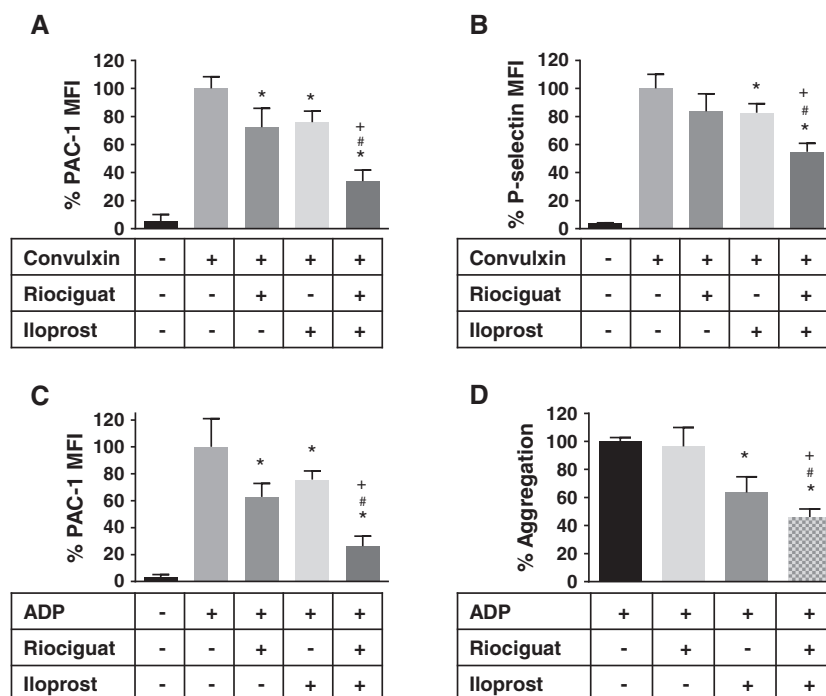 A
% PAC-1 MFI
120
100
80
60
40
20
0
* * + # *
Convulxin - + + + +
Riociguat - - + - +
Iloprost - - - + +
B
% P-selectin MFI
120
100
80
60
40
20
0
* + # *
Convulxin - + + + +
Riociguat - - + - +
Iloprost - - - + +
C
% PAC-1 MFI
120
100
80
60
40
20
0
* * + # *
ADP - + + + +
Riociguat - - + - +
Iloprost - - - + +
D
% Aggregation
120
100
80
60
40
20
0
* + # *
ADP + + + +
Riociguat - + - +
Iloprost - - + +